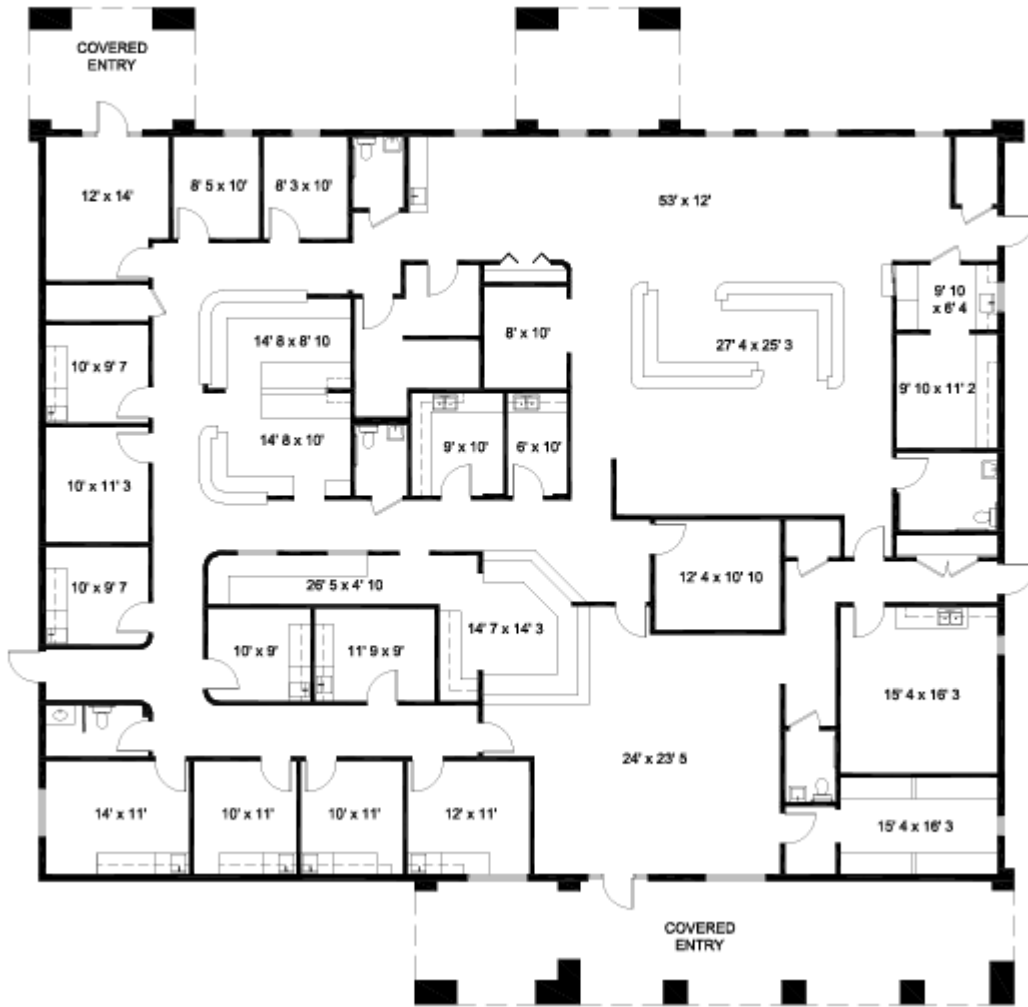 COVERED
ENTRY
12' x 14'
8' 5 x 10'
8' 3 x 10'
53' x 12'
9' 10
x 6' 4
14' 8 x 8' 10
8' x 10'
27' 4 x 25' 3
10' x 9' 7
9' 10 x 11' 2
14' 8 x 10'
9' x 10'
6' x 10'
10' x 11' 3
12' 4 x 10' 10
10' x 9' 7
26' 5 x 4' 10
14' 7 x 14' 3
10' x 9'
11' 9 x 9'
15' 4 x 16' 3
24' x 23' 5
14' x 11'
10' x 11'
10' x 11'
12' x 11'
15' 4 x 16' 3
COVERED
ENTRY